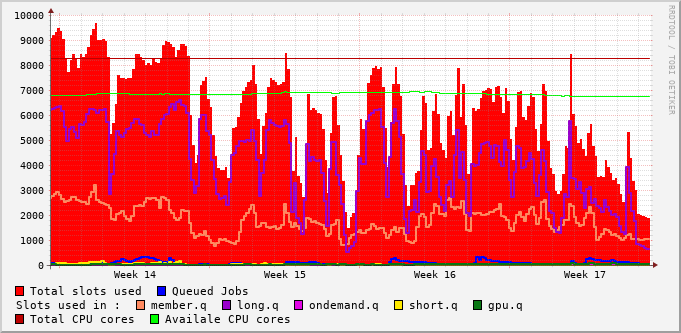 10000
9000
8000
7000
6000
5000
4000
3000
2000
1000
0
Week 14 Week 15 Week 16 Week 17
RRDTOOL / TOBI OETIKER
Total slots used Queued Jobs
Slots used in : member.q long.q ondemand.q short.q gpu.q
Total CPU cores Availale CPU cores